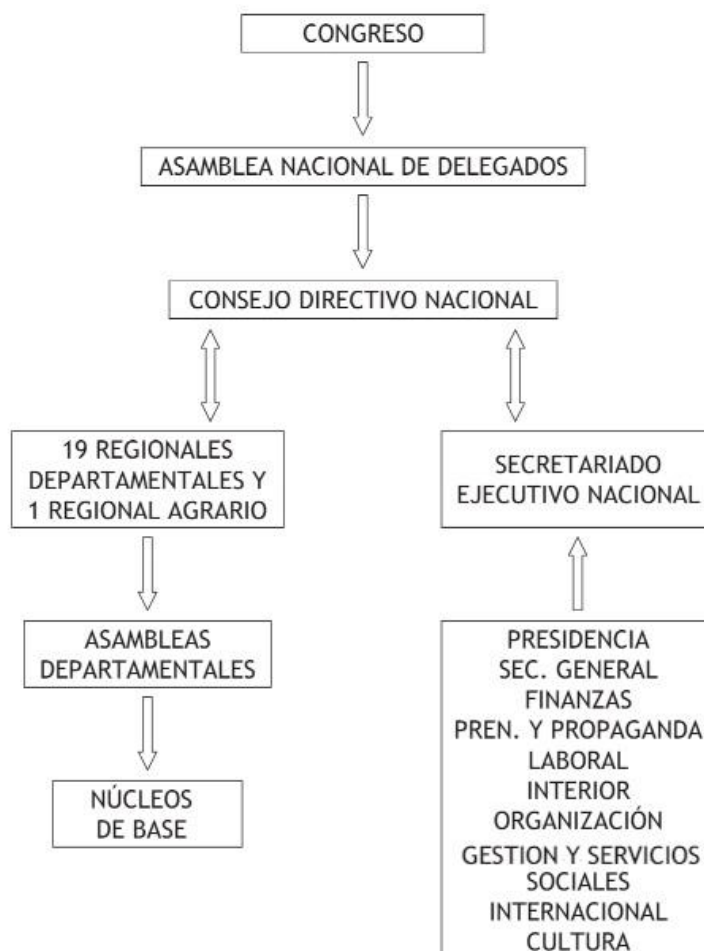 CONGRESO
ASAMBLEA NACIONAL DE DELEGADOS
CONSEJO DIRECTIVO NACIONAL
19 REGIONALES
DEPARTAMENTALES Y
1 REGIONAL AGRARIO
SECRETARIADO
EJECUTIVO NACIONAL
ASAMBLEAS
DEPARTAMENTALES
NÚCLEOS
DE BASE
PRESIDENCIA
SEC. GENERAL
FINANZAS
PREN. Y PROPAGANDA
LABORAL
INTERIOR
ORGANIZACIÓN
GESTION Y SERVICIOS
SOCIALES
INTERNACIONAL
CULTURA